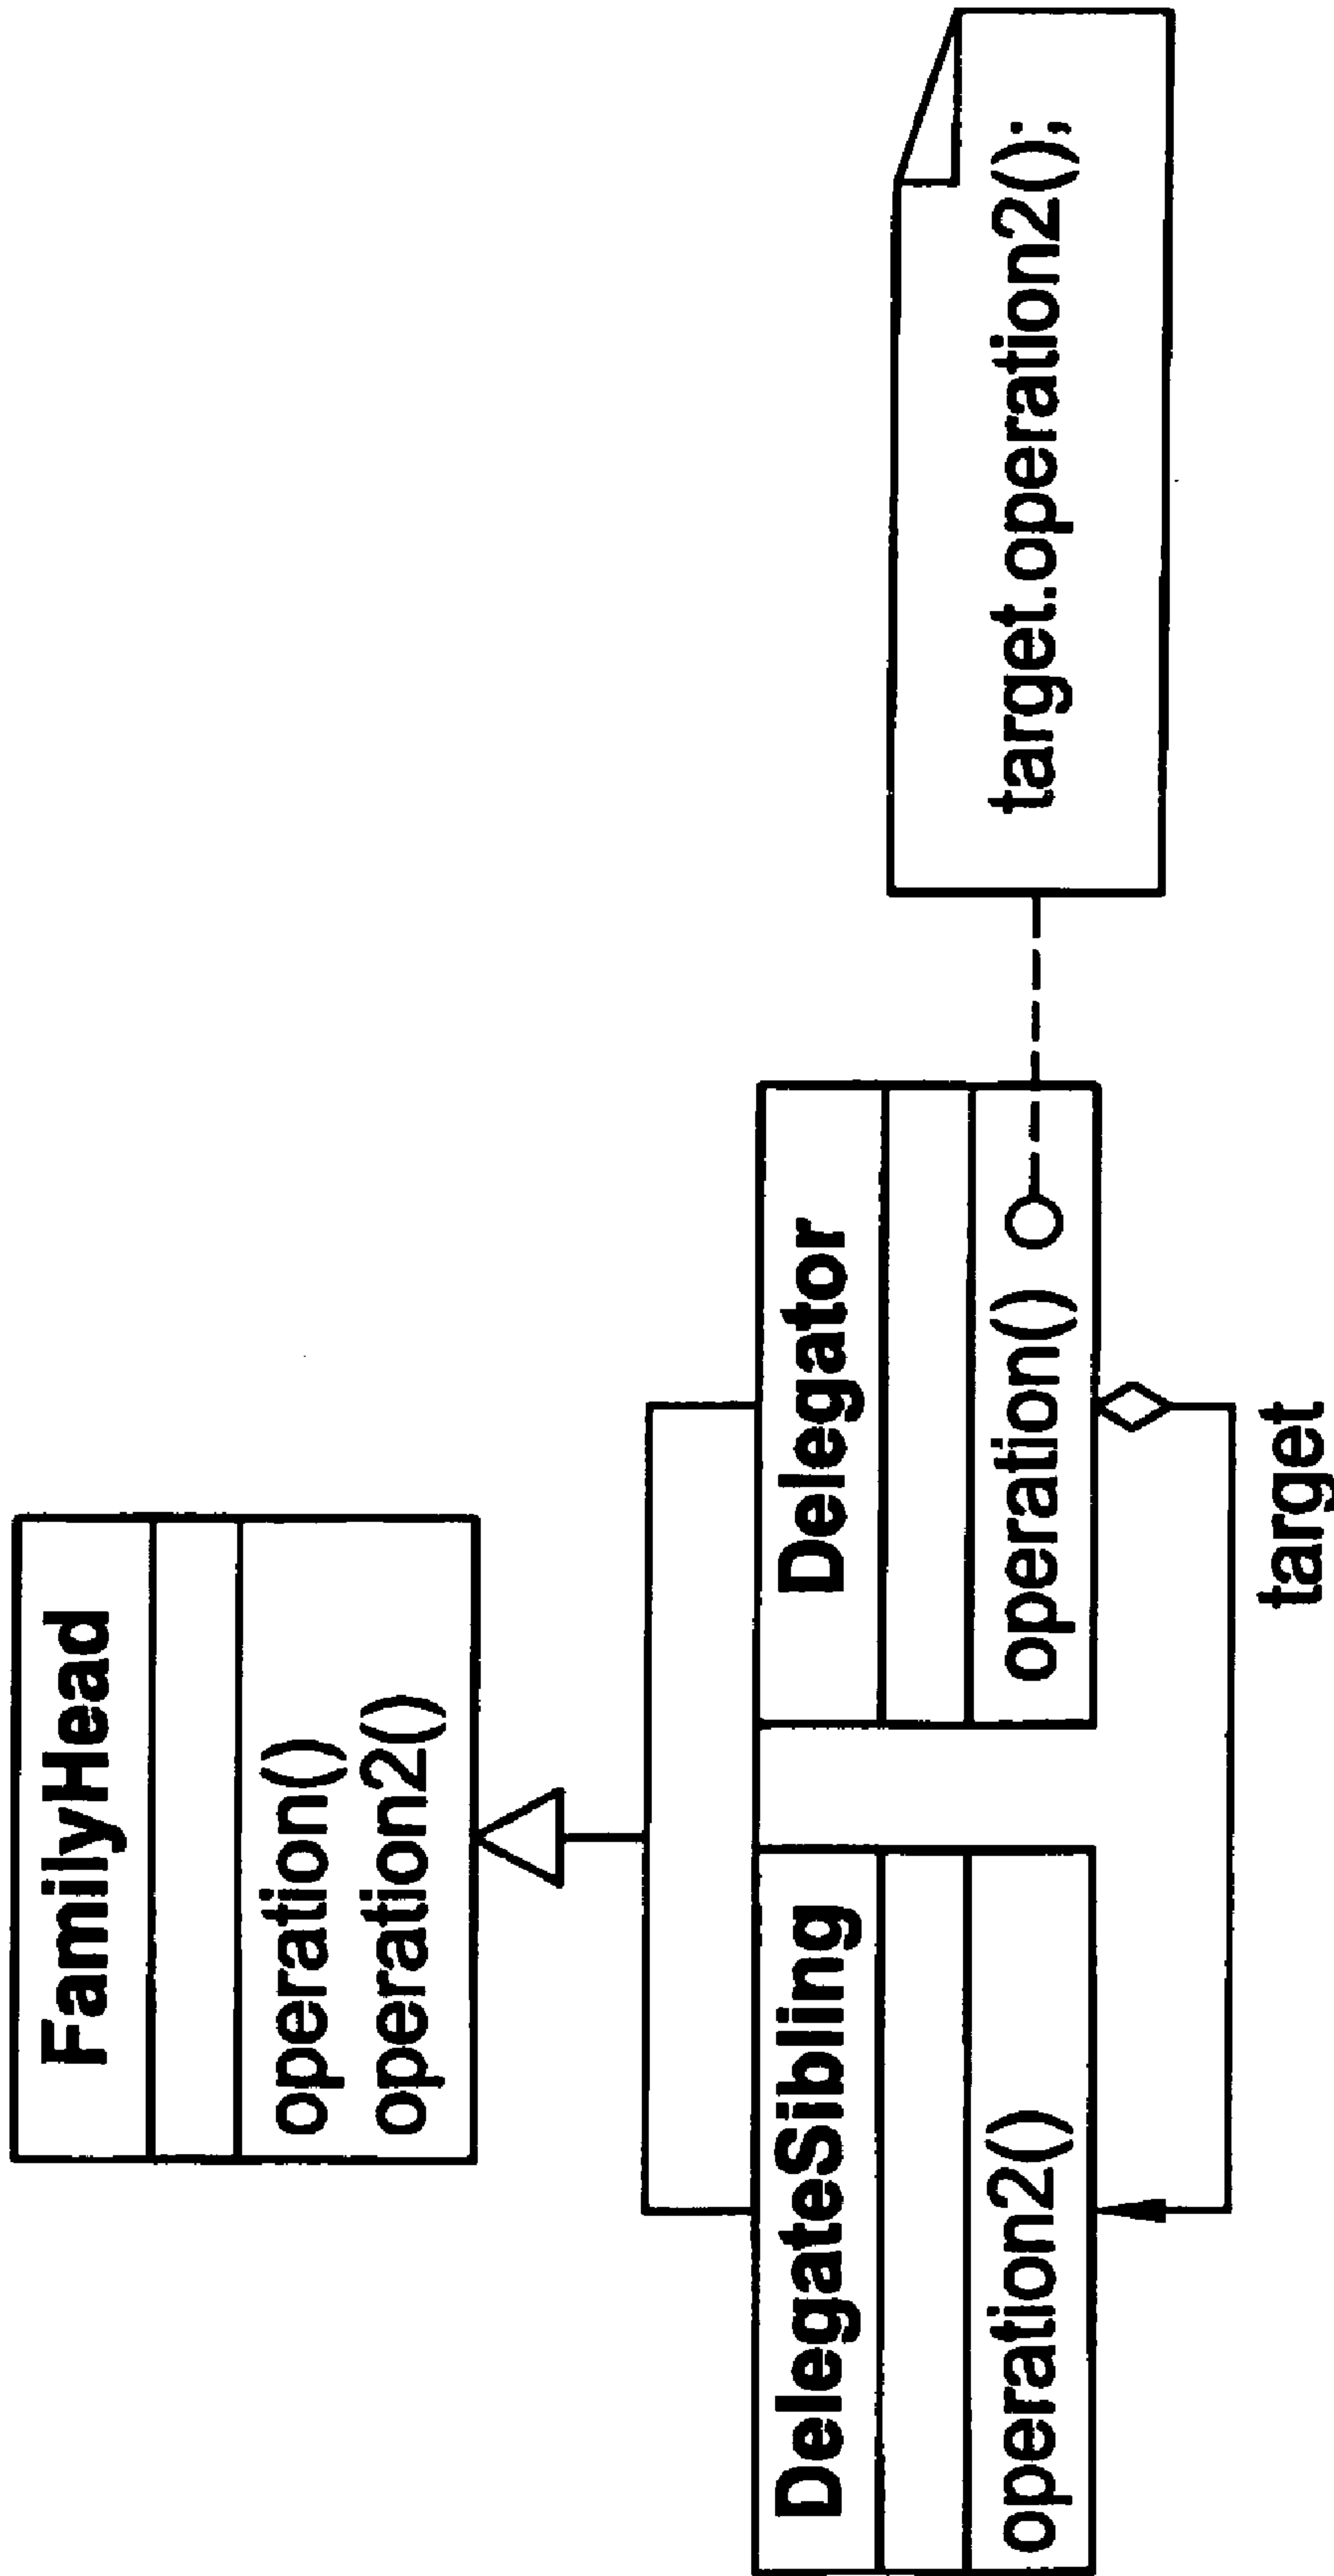 FamilyHead
operation()
operation2()
DelegateSibling
operation2()
Delegator
operation()
target.operation2();
target